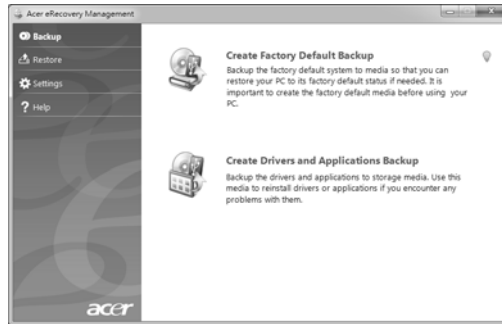 Acer eRecovery Management
Backup
Restore
Settings
? Help
Create Factory Default Backup
Backup the factory default system to media so that you can
restore your PC to its factory default status if needed. It is
important to create the factory default media before using your
PC.
Create Drivers and Applications Backup
Backup the drivers and applications to storage media. Use this
media to reinstall drivers or applications if you encounter any
problems with them.
acer